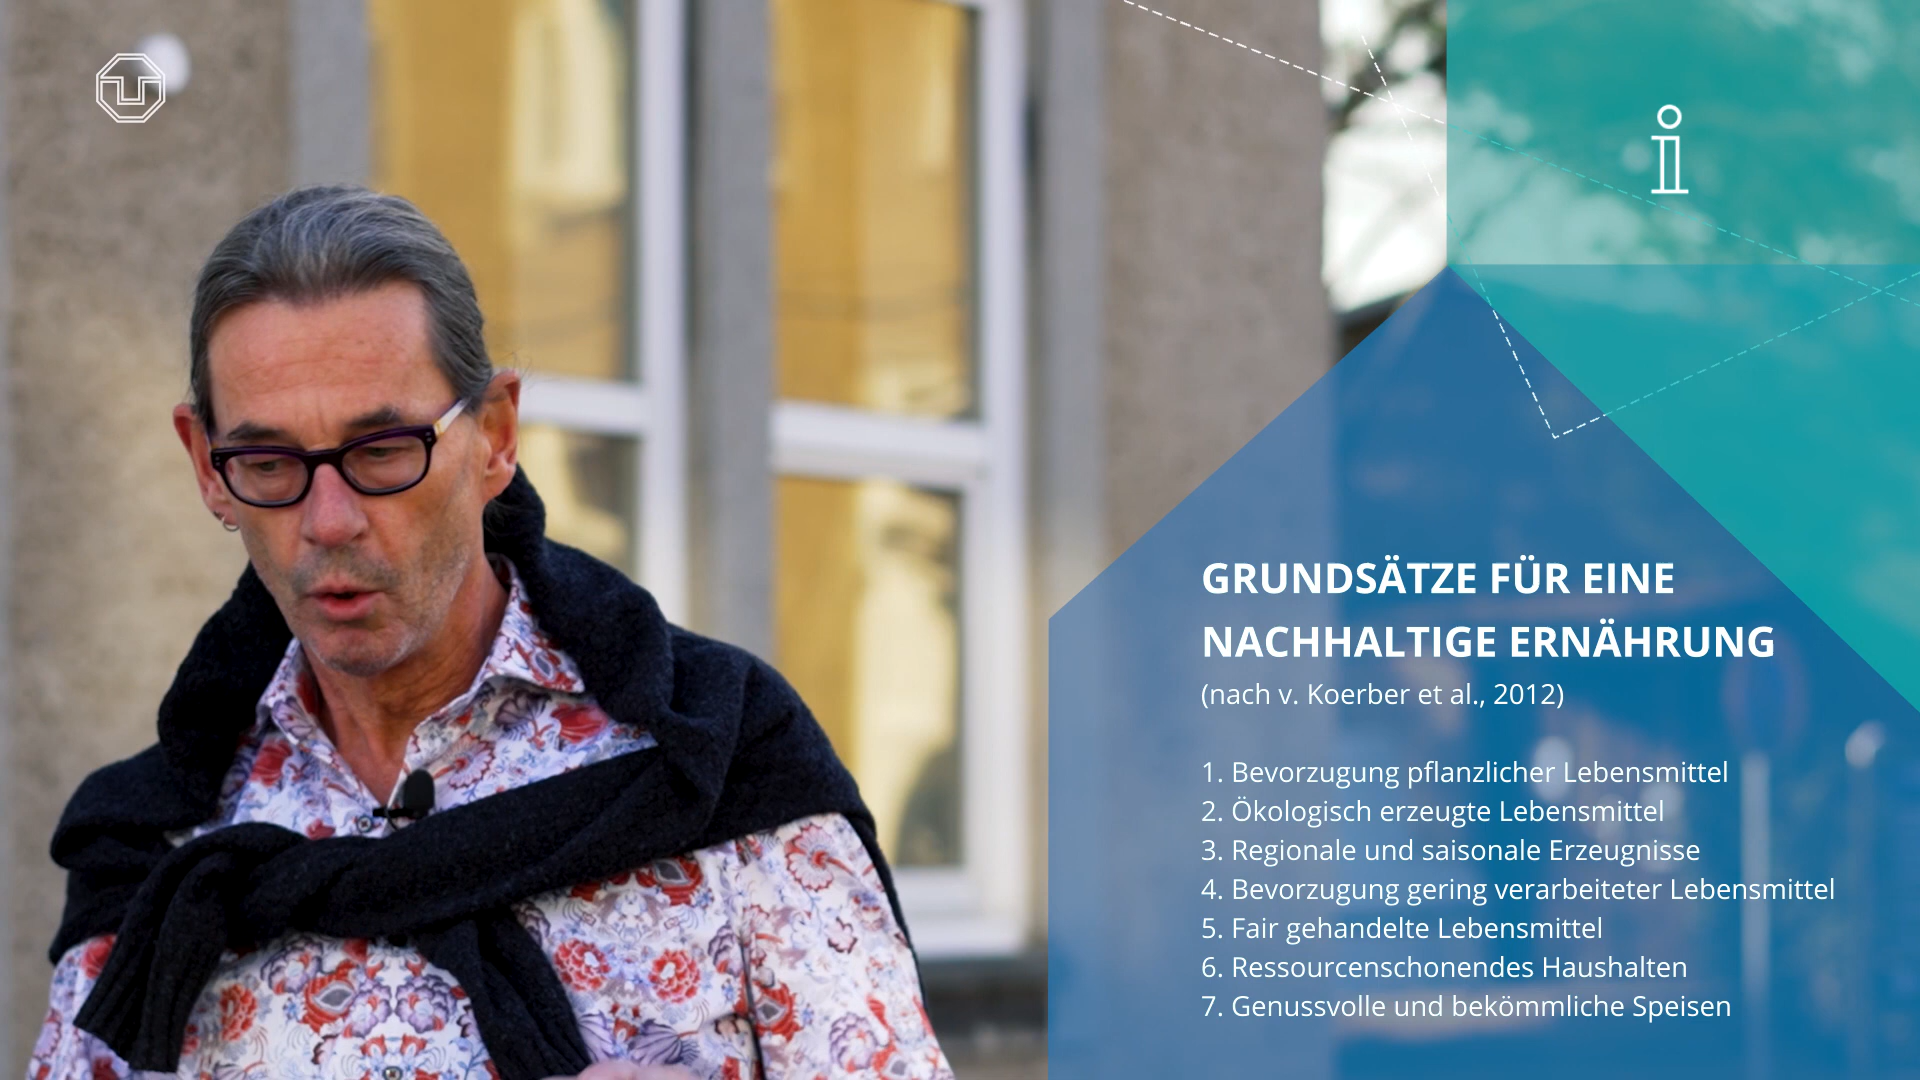 GRUNDSÄTZE FÜR EINE
NACHHALTIGE ERNÄHRUNG
(nach v. Koerber et al., 2012)
1. Bevorzugung pflanzlicher Lebensmittel
2. Ökologisch erzeugte Lebensmittel
3. Regionale und saisonale Erzeugnisse
4. Bevorzugung gering verarbeiteter Lebensmittel
5. Fair gehandelte Lebensmittel
6. Ressourcenschonendes Haushalten
7. Genussvolle und bekömmliche Speisen